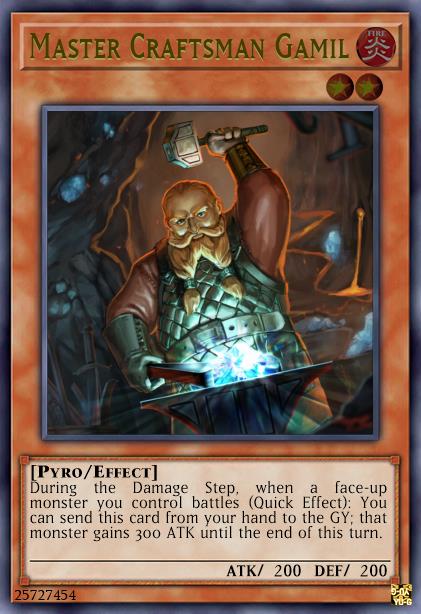 MASTER CRAFTSMAN GAMIL
FIRE
炎
[PYRO/EFFECT]
During the Damage Step, when a face-up
monster you control battles (Quick Effect): You
can send this card from your hand to the GY; that
monster gains 300 ATK until the end of this turn.
ATK/ 200 DEF/ 200
25727454